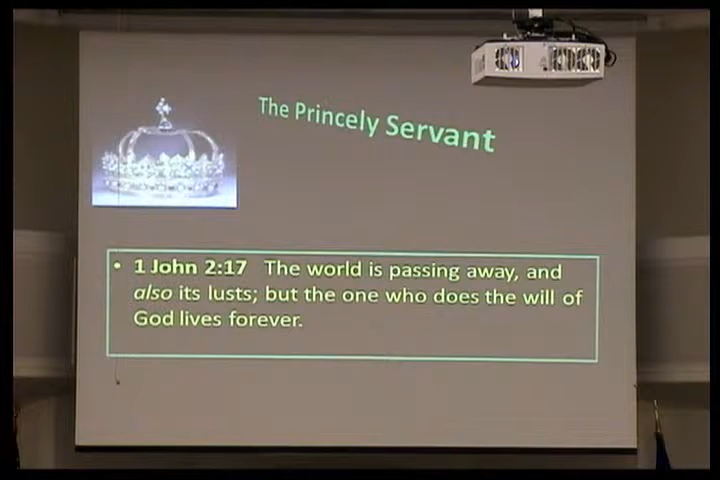 The Princely Servant
• 1 John 2:17 The world is passing away, and
also its lusts; but the one who does the will of
God lives forever.